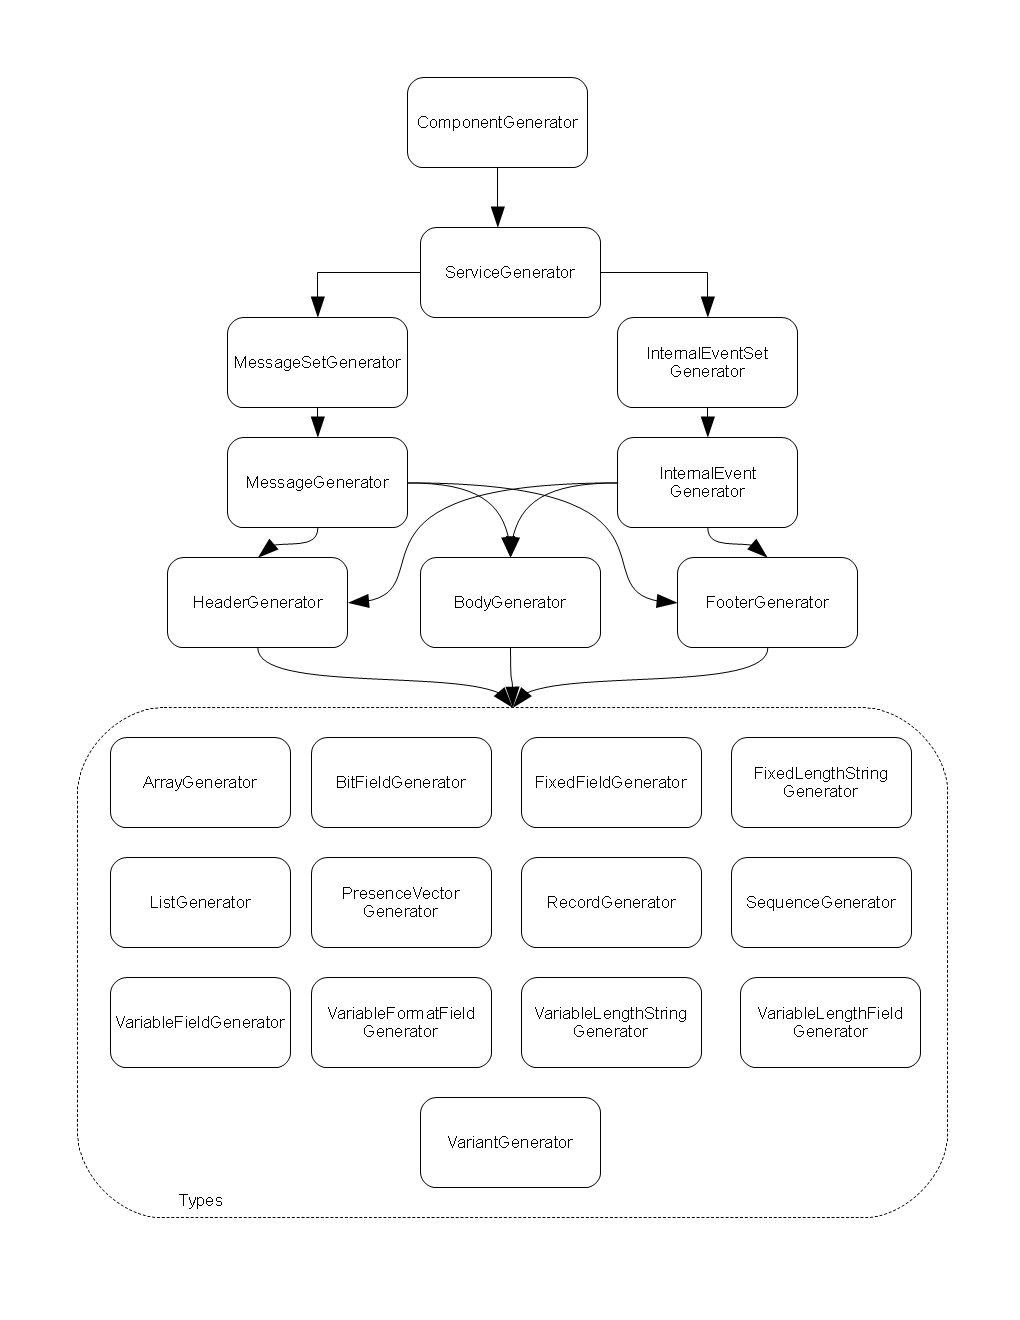 ComponentGenerator
ServiceGenerator
MessageSetGenerator
InternalEventSet
Generator
MessageGenerator
InternalEvent
Generator
HeaderGenerator
BodyGenerator
FooterGenerator
ArrayGenerator
BitFieldGenerator
FixedFieldGenerator
FixedLengthString
Generator
ListGenerator
PresenceVector
Generator
RecordGenerator
SequenceGenerator
VariableFieldGenerator
VariableFormatField
Generator
VariableLengthString
Generator
VariableLengthField
Generator
VariantGenerator
Types